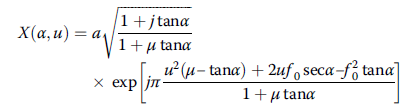 X(α,u) = a√((1 + j tanα)/(1 + μ tanα))
× exp[jπ (u²(μ–tanα) + 2uf₀ secα–f₀² tanα)/(1 + μ tanα)]